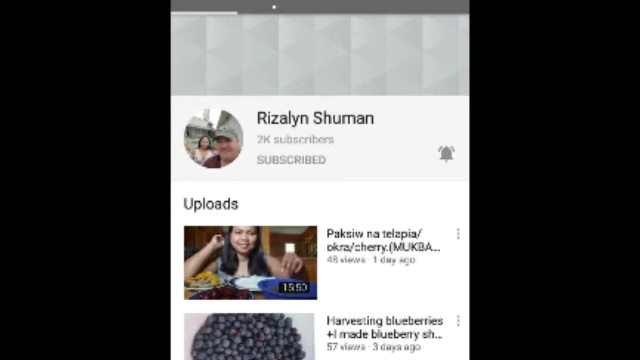 Rizalyn Shuman
2K subscribers
SUBSCRIBED
Uploads
Paksiw na telapia/
okra/cherry.(MUKBA...
48 views · 1 day ago
15:50
Harvesting blueberries
+I made blueberry sh...
57 views · 3 days ago